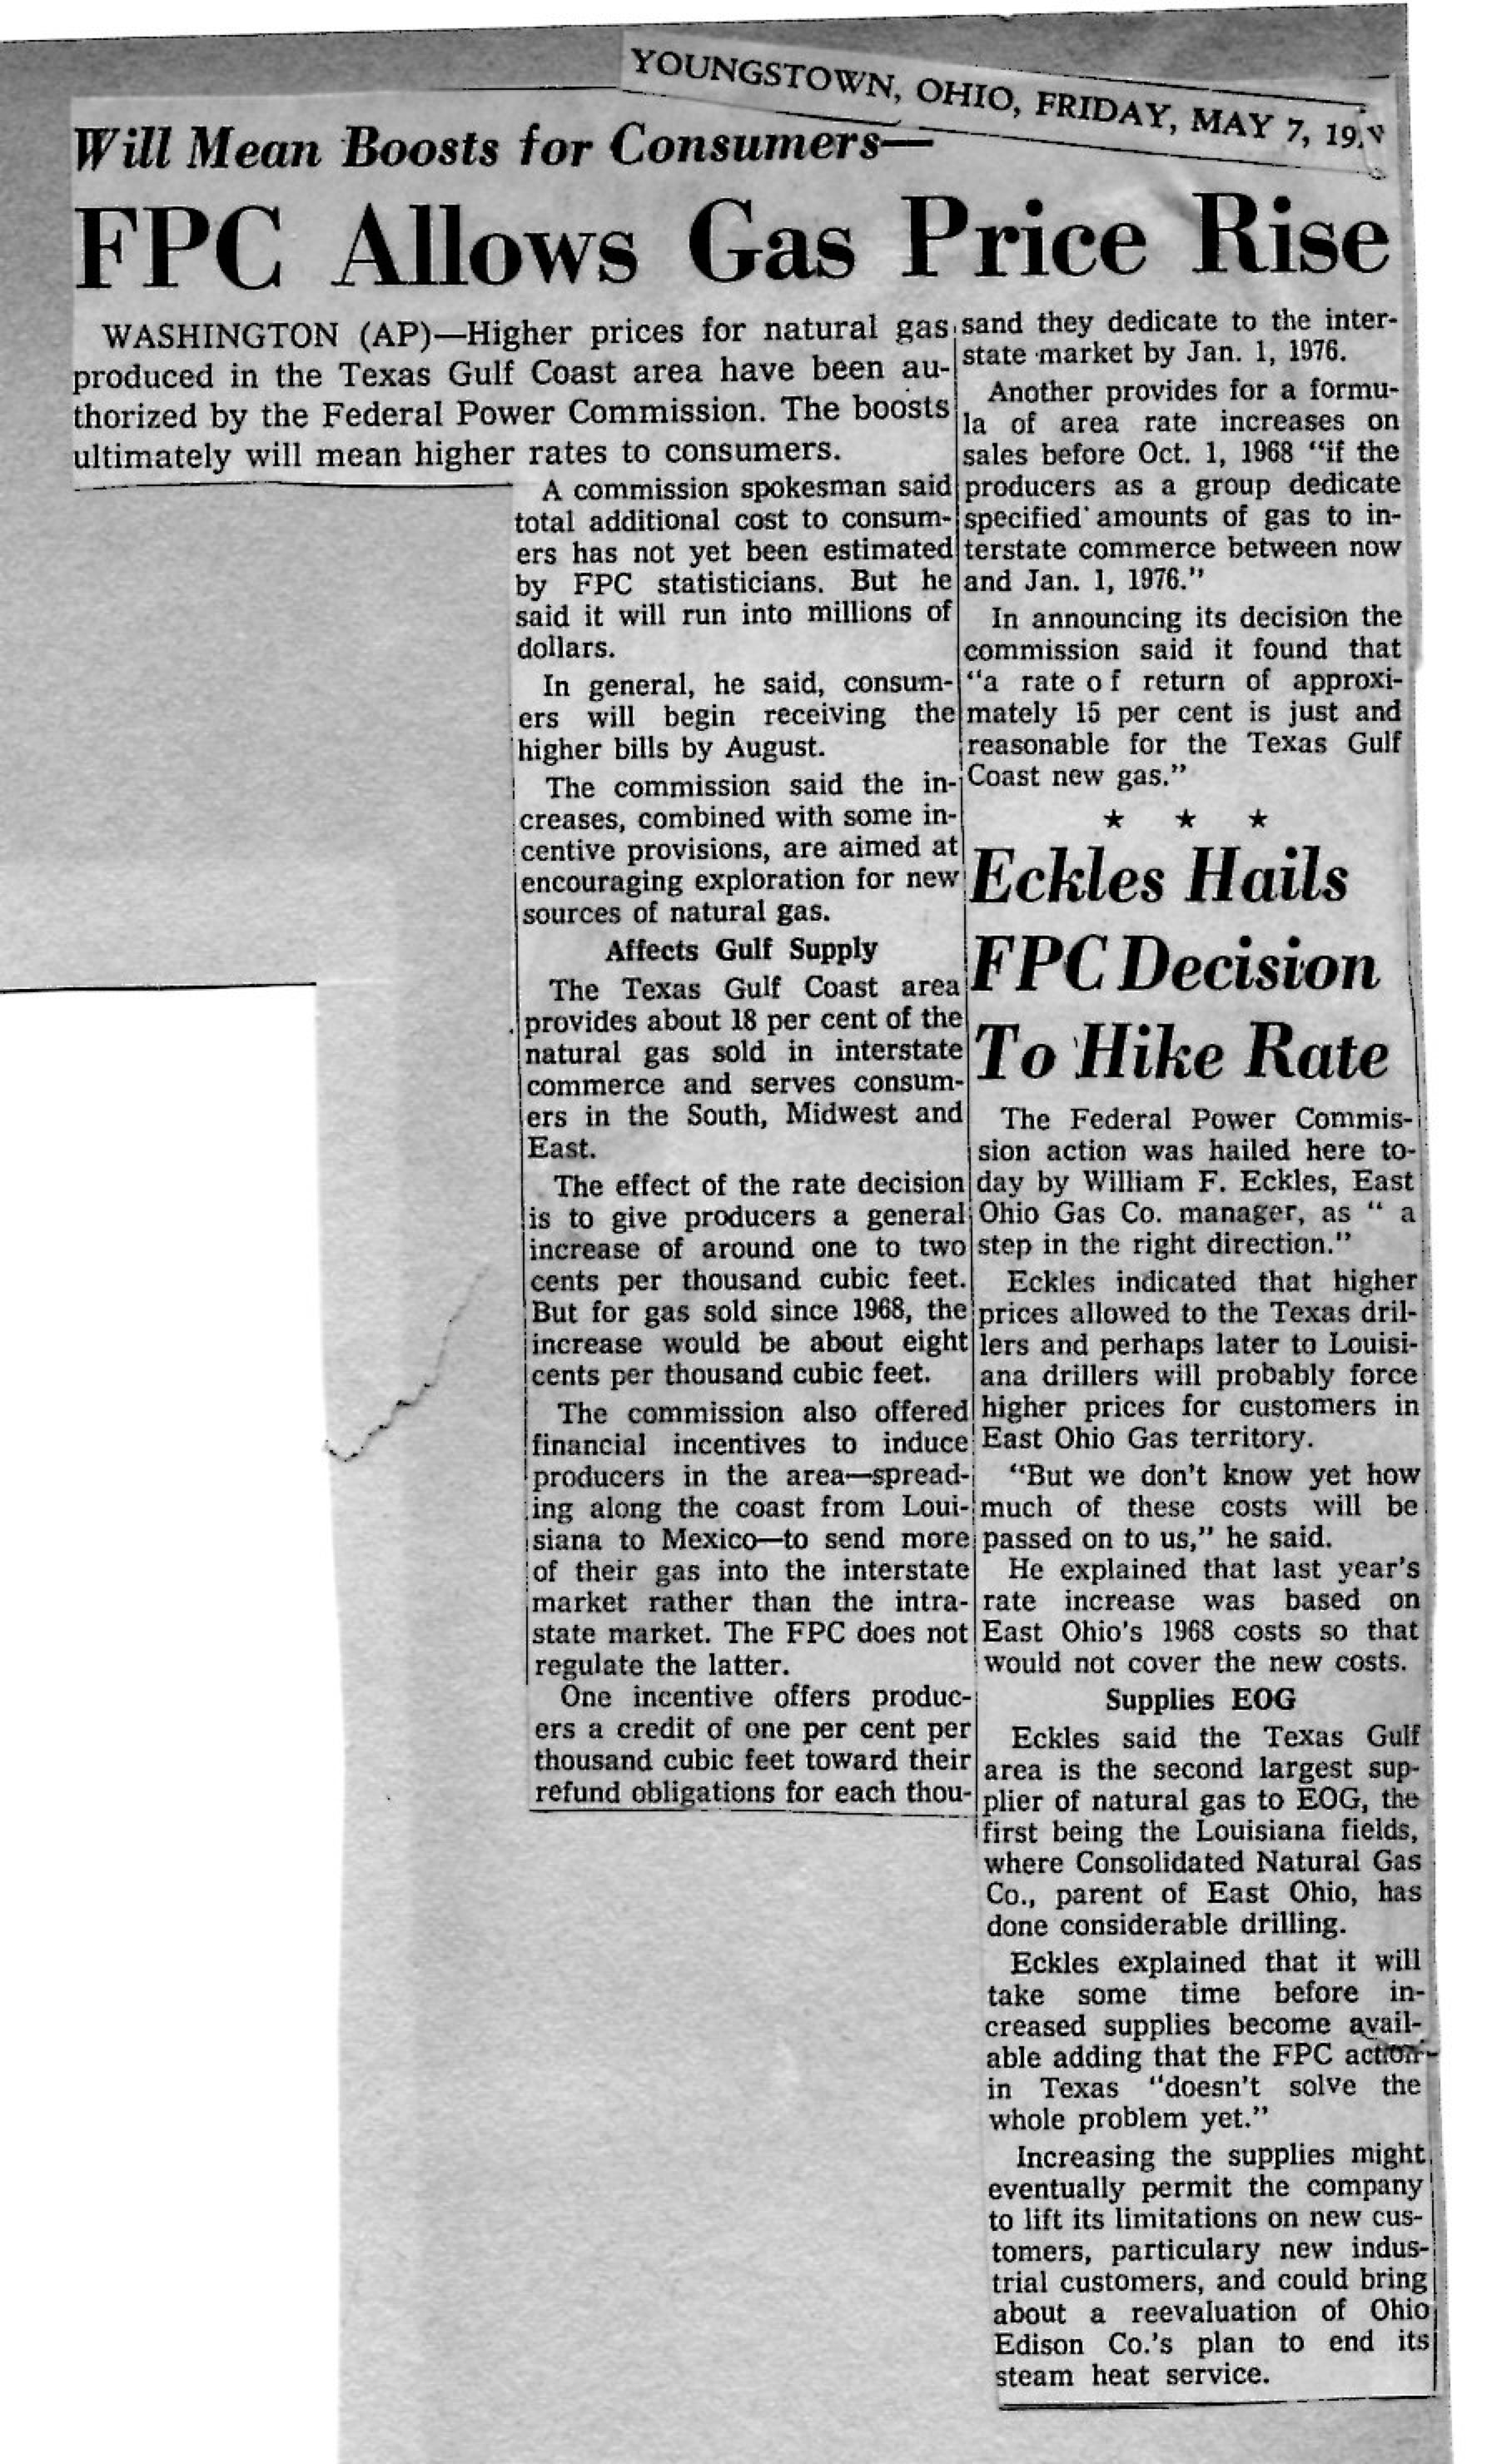 YOUNGSTOWN, OHIO, FRIDAY, MAY 7, 19
Will Mean Boosts for Consumers—
FPC Allows Gas Price Rise
WASHINGTON (AP)—Higher prices for natural gas
produced in the Texas Gulf Coast area have been au-
thorized by the Federal Power Commission. The boosts
ultimately will mean higher rates to consumers.
A commission spokesman said
total additional cost to consum-
ers has not yet been estimated
by FPC statisticians. But he
said it will run into millions of
dollars.
In general, he said, consum-
ers will begin receiving the
higher bills by August.
The commission said the in-
creases, combined with some in-
centive provisions, are aimed at
encouraging exploration for new
sources of natural gas.
Affects Gulf Supply
The Texas Gulf Coast area
provides about 18 per cent of the
natural gas sold in interstate
commerce and serves consum-
ers in the South, Midwest and
East.
The effect of the rate decision
is to give producers a general
increase of around one to two
cents per thousand cubic feet.
But for gas sold since 1968, the
increase would be about eight
cents per thousand cubic feet.
The commission also offered
financial incentives to induce
producers in the area—spread-
ing along the coast from Loui-
siana to Mexico—to send more
of their gas into the interstate
market rather than the intra-
state market. The FPC does not
regulate the latter.
One incentive offers produc-
ers a credit of one per cent per
thousand cubic feet toward their
refund obligations for each thou-
sand they dedicate to the inter-
state market by Jan. 1, 1976.
Another provides for a formu-
la of area rate increases on
sales before Oct. 1, 1968 “if the
producers as a group dedicate
specified amounts of gas to in-
terstate commerce between now
and Jan. 1, 1976.”
In announcing its decision the
commission said it found that
“a rate o f return of approxi-
mately 15 per cent is just and
reasonable for the Texas Gulf
Coast new gas.”
★ ★ ★
Eckles Hails
FPC Decision
To Hike Rate
The Federal Power Commis-
sion action was hailed here to-
day by William F. Eckles, East
Ohio Gas Co. manager, as “ a
step in the right direction.”
Eckles indicated that higher
prices allowed to the Texas dril-
lers and perhaps later to Louisi-
ana drillers will probably force
higher prices for customers in
East Ohio Gas territory.
“But we don't know yet how
much of these costs will be
passed on to us,” he said.
He explained that last year's
rate increase was based on
East Ohio's 1968 costs so that
would not cover the new costs.
Supplies EOG
Eckles said the Texas Gulf
area is the second largest sup-
plier of natural gas to EOG, the
first being the Louisiana fields,
where Consolidated Natural Gas
Co., parent of East Ohio, has
done considerable drilling.
Eckles explained that it will
take some time before in-
creased supplies become avail-
able adding that the FPC action
in Texas “doesn't solve the
whole problem yet.”
Increasing the supplies might
eventually permit the company
to lift its limitations on new cus-
tomers, particulary new indus-
trial customers, and could bring
about a reevaluation of Ohio
Edison Co.'s plan to end its
steam heat service.